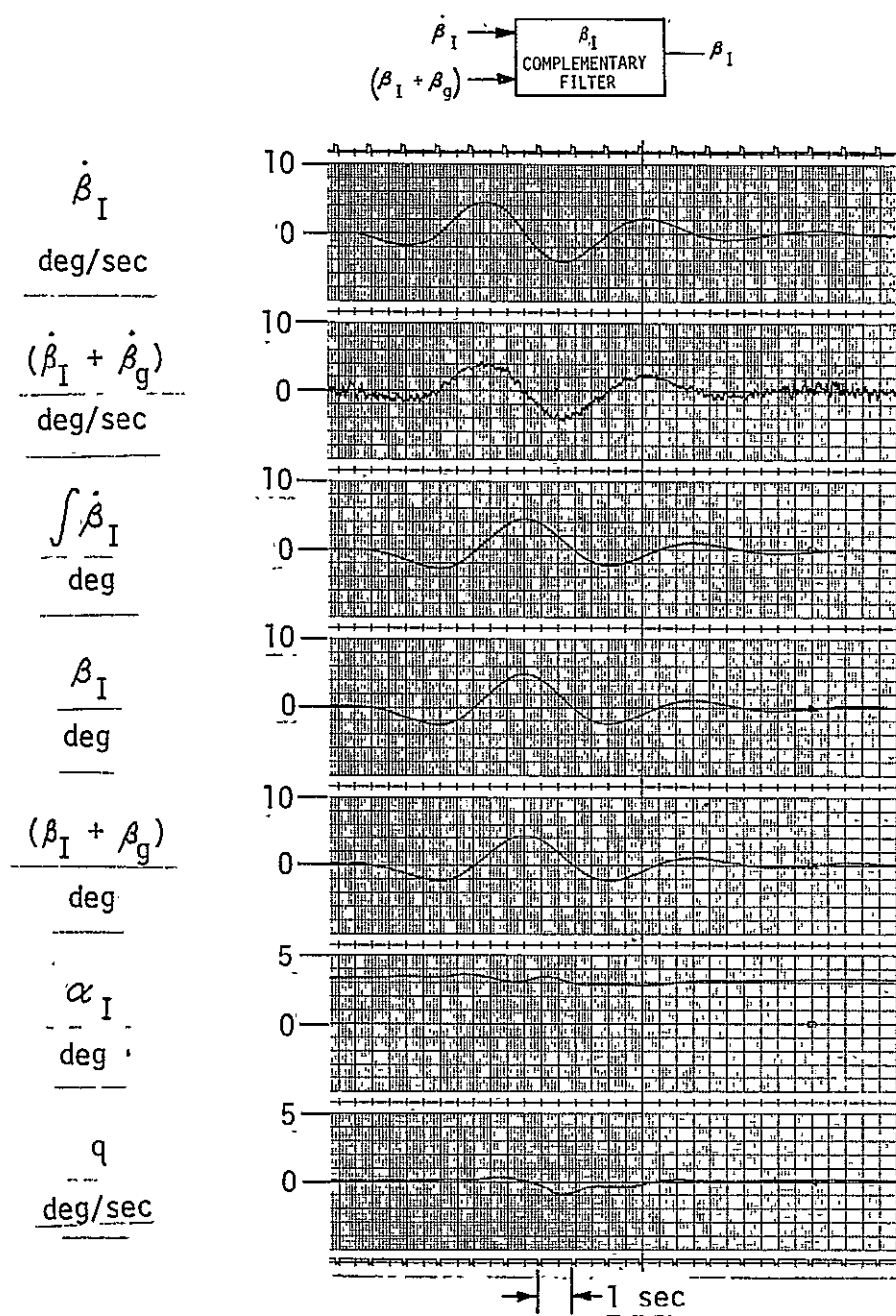 β̇I
(βI + βg)
βI
COMPLEMENTARY
FILTER
βI
10
0
β̇I
deg/sec
10
0
(β̇I + β̇g)
deg/sec
10
0
∫β̇I
deg
10
0
βI
deg
10
0
(βI + βg)
deg
5
0
αI
deg
5
0
q
deg/sec
1 sec